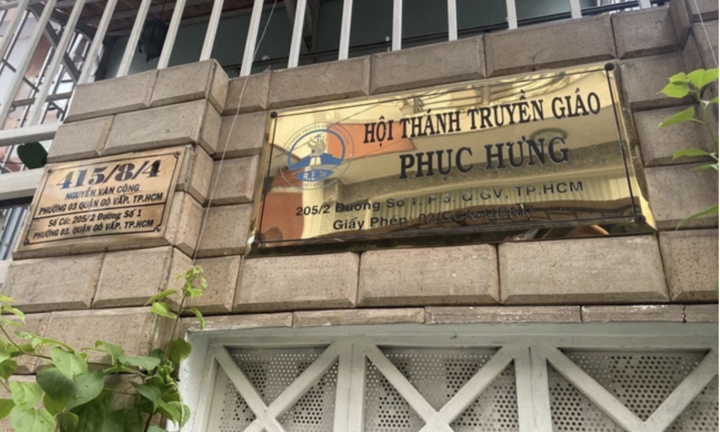 415/8/4
NGUYỄN VĂN CÔNG,
PHƯỜNG 03 QUẬN GÒ VẤP. TP.HCM
Số Cũ: 205/2 ĐƯỜNG SỐ 1
PHƯỜNG 03. QUẬN GÒ VẤP. TP.HCM
HỘI THÁNH TRUYỀN GIÁO
PHỤC HƯNG
205/2 Đường Số 1, GV, TP.HCM
Giấy Phép